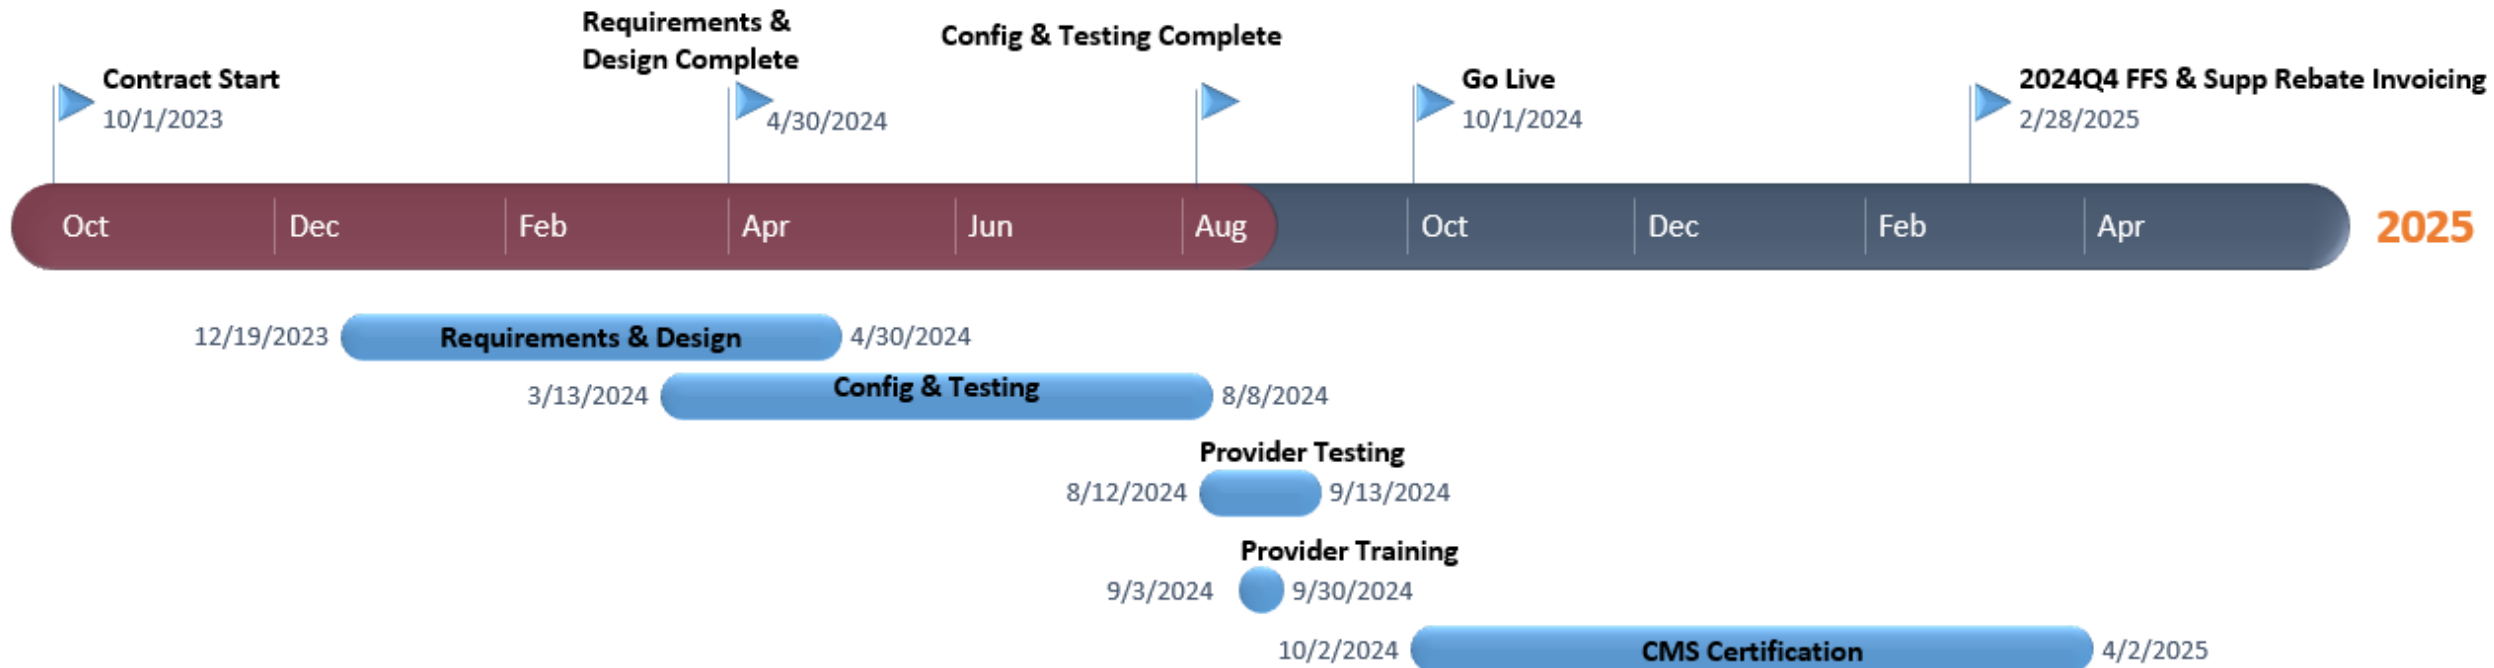 Requirements &
Design Complete
4/30/2024
Config & Testing Complete
Contract Start
10/1/2023
Go Live
10/1/2024
2024Q4 FFS & Supp Rebate Invoicing
2/28/2025
Oct Dec Feb Apr Jun Aug Oct Dec Feb Apr 2025
12/19/2023 Requirements & Design 4/30/2024
3/13/2024 Config & Testing 8/8/2024
Provider Testing
8/12/2024 9/13/2024
Provider Training
9/3/2024 9/30/2024
10/2/2024 CMS Certification 4/2/2025